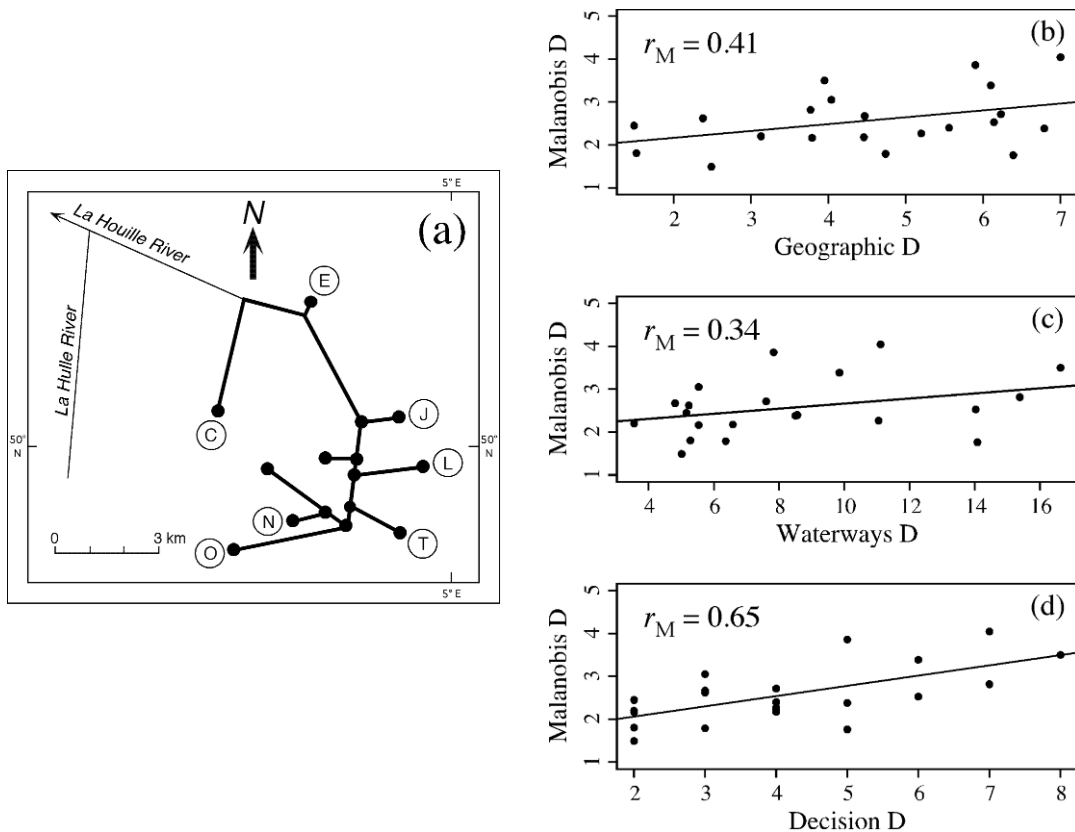 (a)
5° E
N
La Houille River
La Hulle River
E
C
J
L
N
T
O
50° N
50° N
0 3 km
5° E
(b)
rM = 0.41
Malanobis D
1 2 3 4 5
2 3 4 5 6 7
Geographic D
(c)
rM = 0.34
Malanobis D
1 2 3 4 5
4 6 8 10 12 14 16
Waterways D
(d)
rM = 0.65
Malanobis D
1 2 3 4 5
2 3 4 5 6 7 8
Decision D